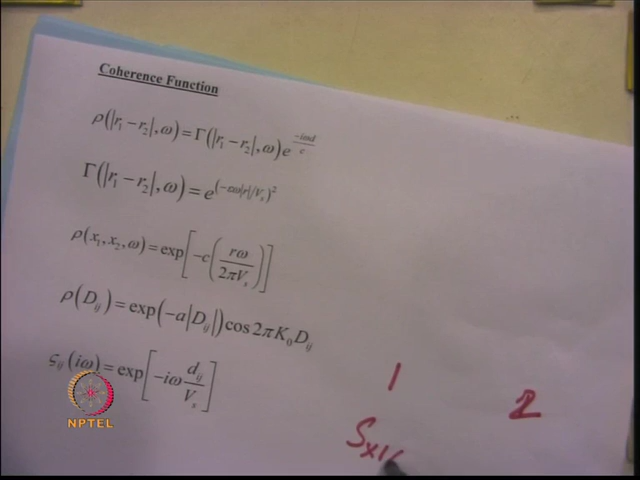 Coherence Function
ρ(|r₁ − r₂|, ω) = Γ(|r₁ − r₂|, ω) e^(−iωd/c)
Γ(|r₁ − r₂|, ω) = e^(−αω|r|/Vₛ)²
ρ(x₁, x₂, ω) = exp[−c(rω/2πVₛ)]
ρ(Dᵢⱼ) = exp(−a|Dᵢⱼ|) cos 2πK₀Dᵢⱼ
ςᵢⱼ(iω) = exp[−iω dᵢⱼ/Vₛ]
1 2
NPTEL